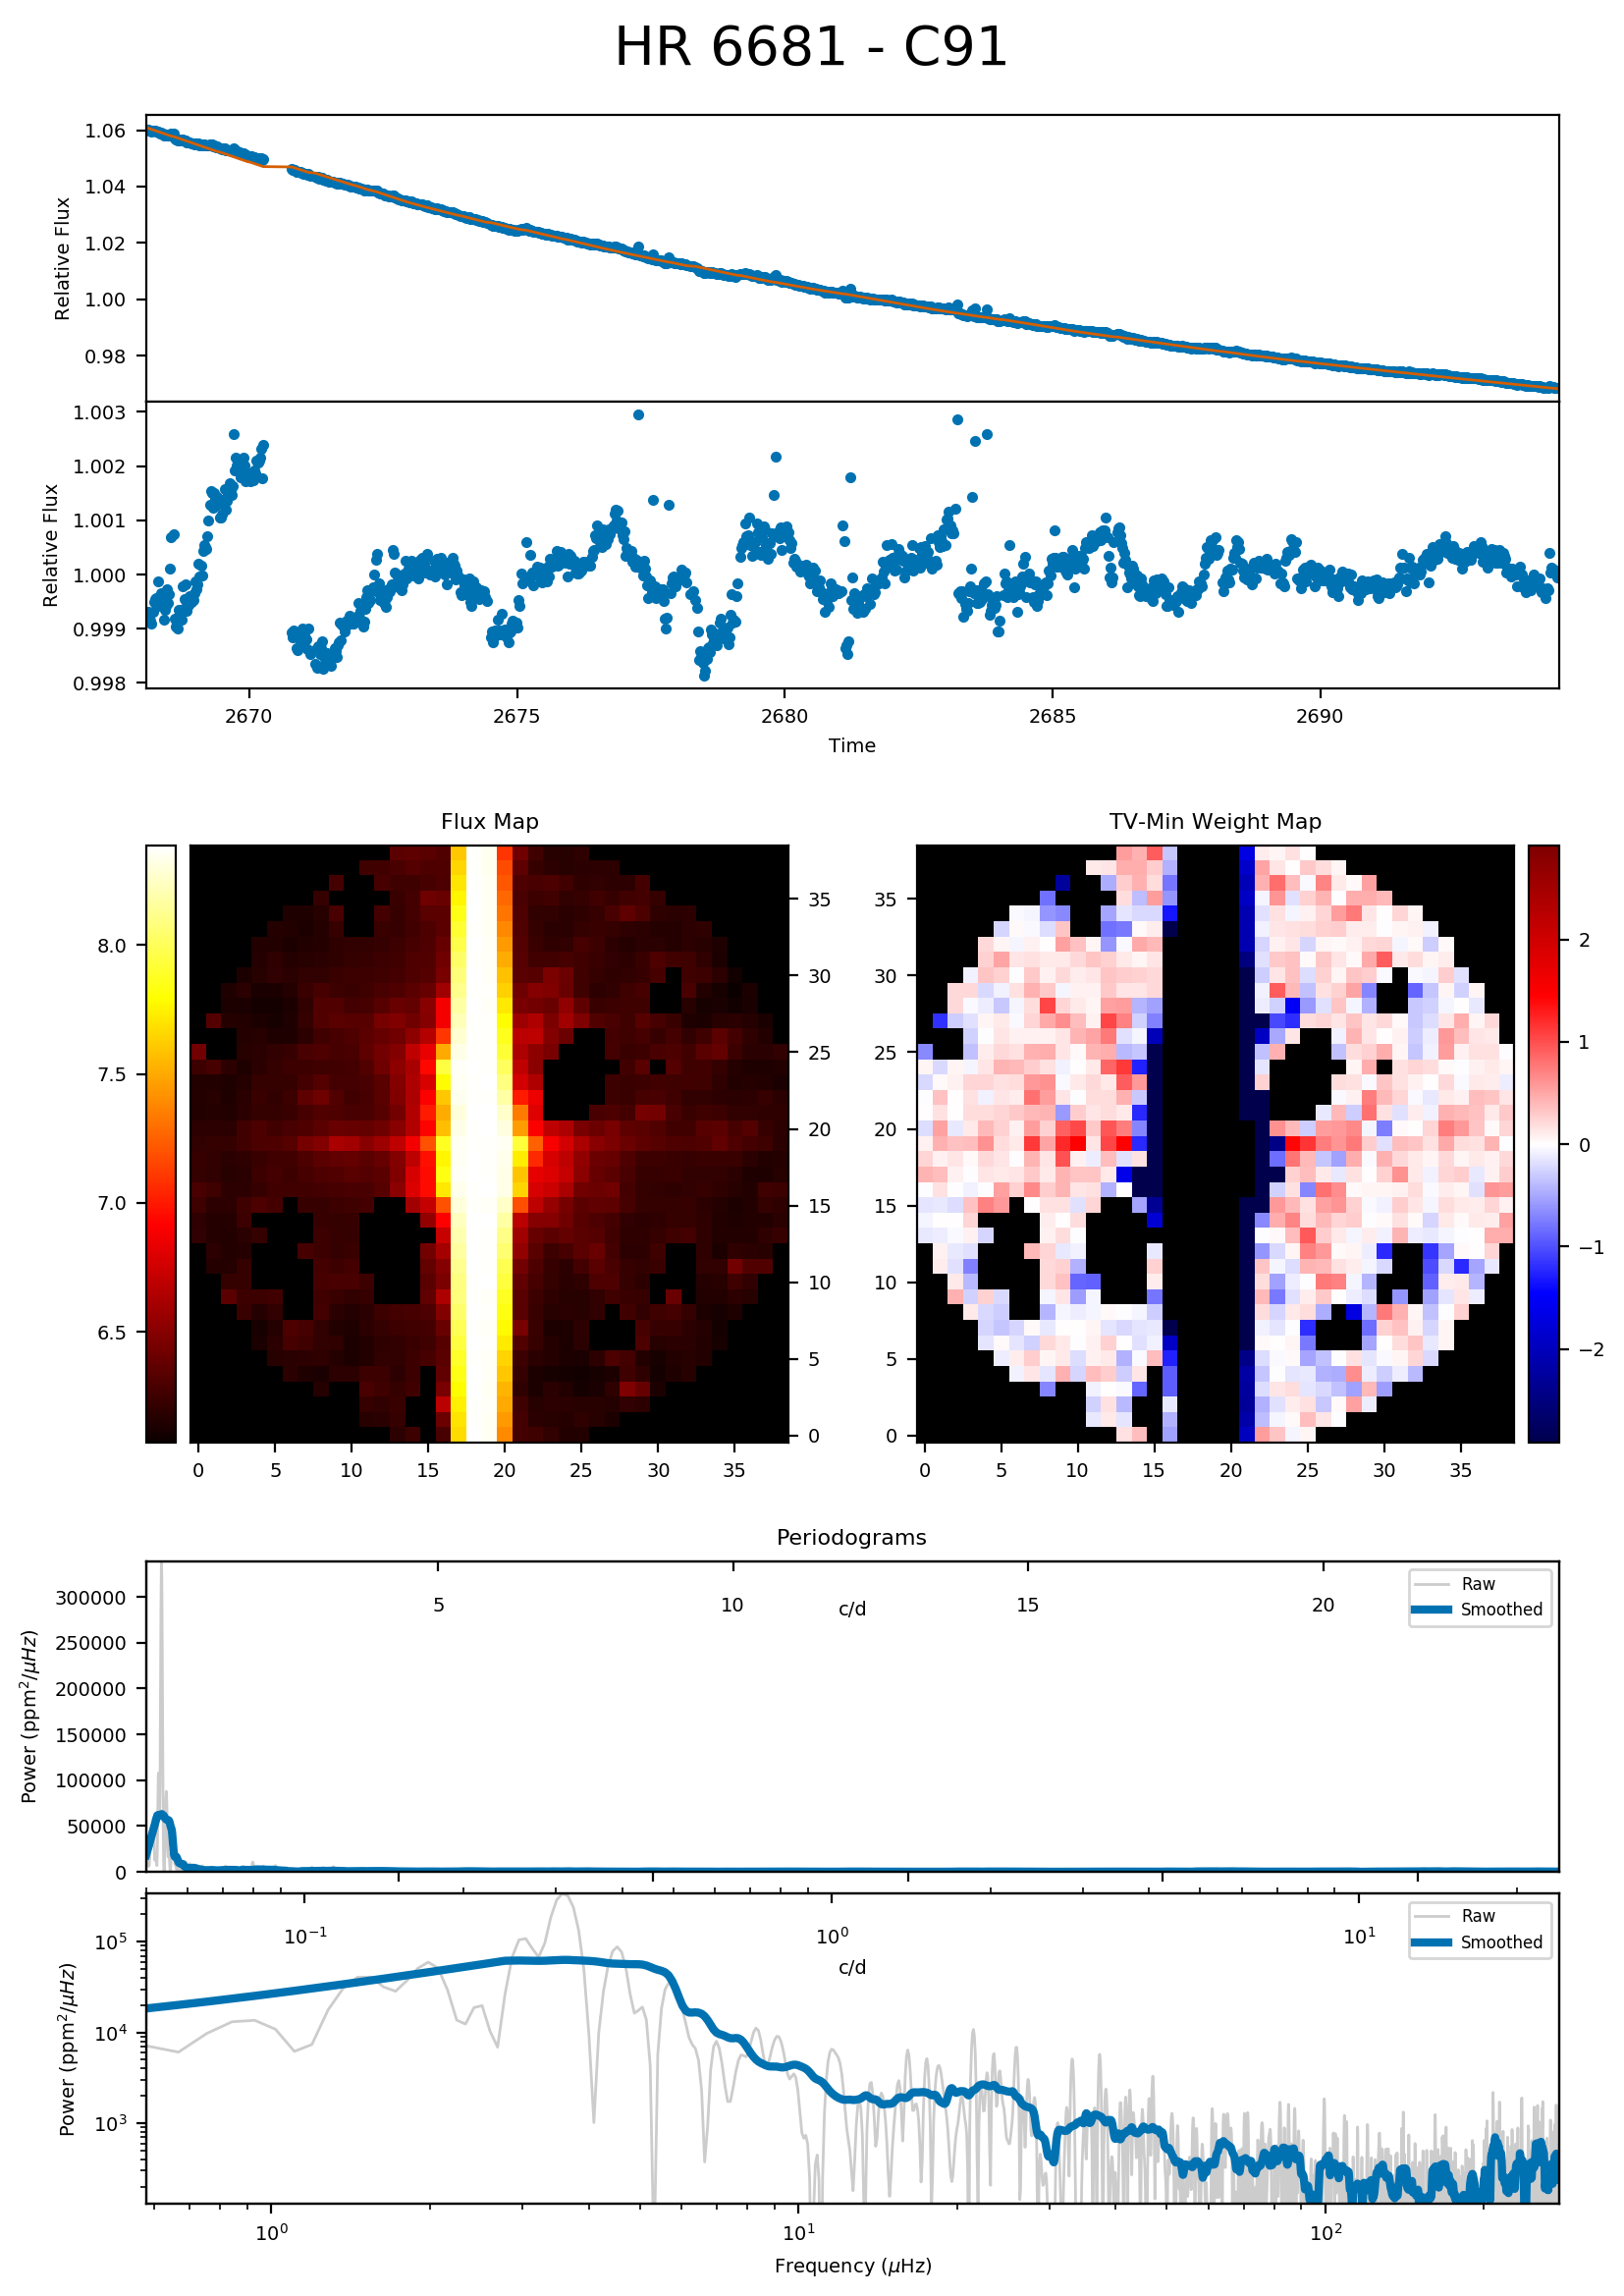 HR 6681 - C91
1.06
1.04
1.02
1.00
0.98
Relative Flux
1.003
1.002
1.001
1.000
0.999
0.998
Relative Flux
2670 2675 2680 2685 2690
Time
Flux Map
8.0
7.5
7.0
6.5
35
30
25
20
15
10
5
0
0 5 10 15 20 25 30 35
TV-Min Weight Map
35
30
25
20
15
10
5
0
0 5 10 15 20 25 30 35
2
1
0
−1
−2
Periodograms
300000
250000
200000
150000
100000
50000
0
Power (ppm²/μHz)
5 10 15 20
c/d
Raw
Smoothed
10⁵
10⁴
10³
Power (ppm²/μHz)
10⁻¹ 10⁰ 10¹
c/d
Raw
Smoothed
10⁰ 10¹ 10²
Frequency (μHz)